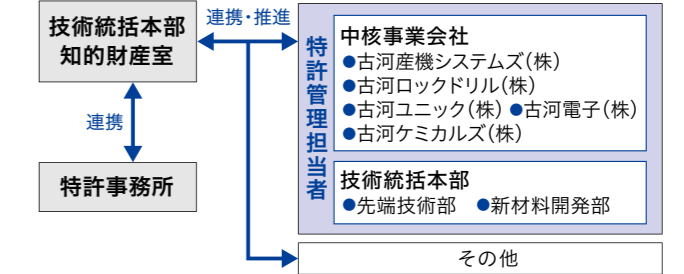 技術統括本部
知的財産室
連携・推進
連携
特許事務所
特許管理担当者
中核事業会社
●古河産機システムズ（株）
●古河ロックドリル（株）
●古河ユニック（株） ●古河電子（株）
●古河ケミカルズ（株）
技術統括本部
●先端技術部 ●新材料開発部
その他